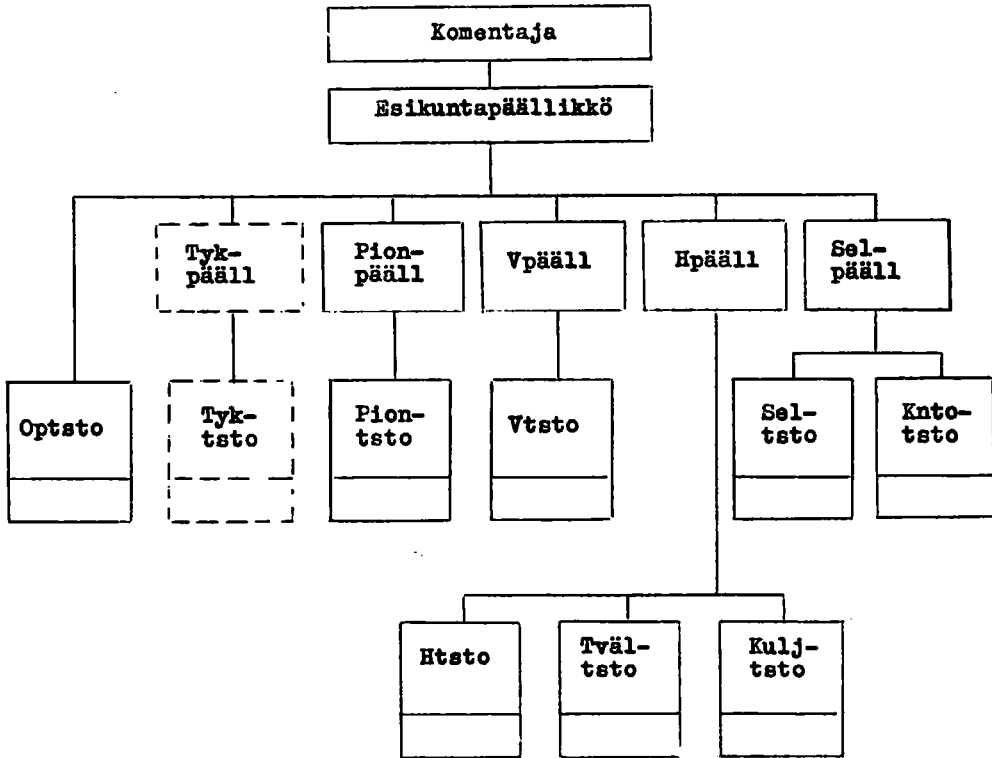 Komentaja
Esikuntapäällikkö
Tyk-
pääll
Pion-
pääll
Vpääll
Hpääll
Sel-
pääll
Optsto
Tyk-
tsto
Pion-
tsto
Vtsto
Sel-
tsto
Knto-
tsto
Htsto
Tväl-
tsto
Kulj-
tsto